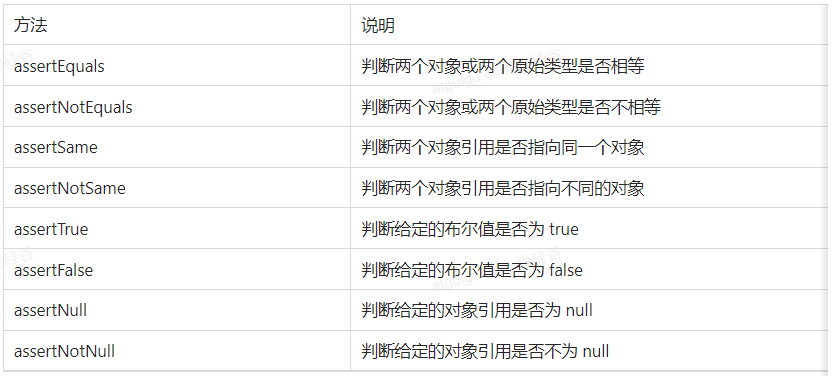 方法 说明
assertEquals 判断两个对象或两个原始类型是否相等
assertNotEquals 判断两个对象或两个原始类型是否不相等
assertSame 判断两个对象引用是否指向同一个对象
assertNotSame 判断两个对象引用是否指向不同的对象
assertTrue 判断给定的布尔值是否为 true
assertFalse 判断给定的布尔值是否为 false
assertNull 判断给定的对象引用是否为 null
assertNotNull 判断给定的对象引用是否不为 null